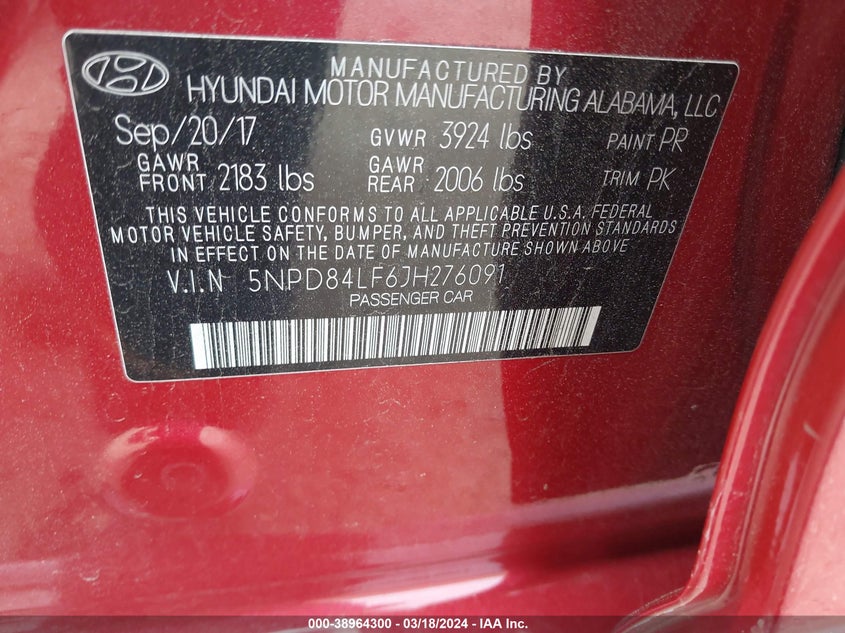 MANUFACTURED BY
HYUNDAI MOTOR MANUFACTURING ALABAMA, LLC
Sep/20/17 GVWR 3924 lbs PAINT PR
GAWR FRONT 2183 lbs GAWR REAR 2006 lbs TRIM PK
THIS VEHICLE CONFORMS TO ALL APPLICABLE U.S.A. FEDERAL
MOTOR VEHICLE SAFETY, BUMPER, AND THEFT PREVENTION STANDARDS
IN EFFECT ON THE DATE OF MANUFACTURE SHOWN ABOVE
V.I.N 5NPD84LF6JH276091
PASSENGER CAR
000-38964300 - 03/18/2024 - IAA Inc.